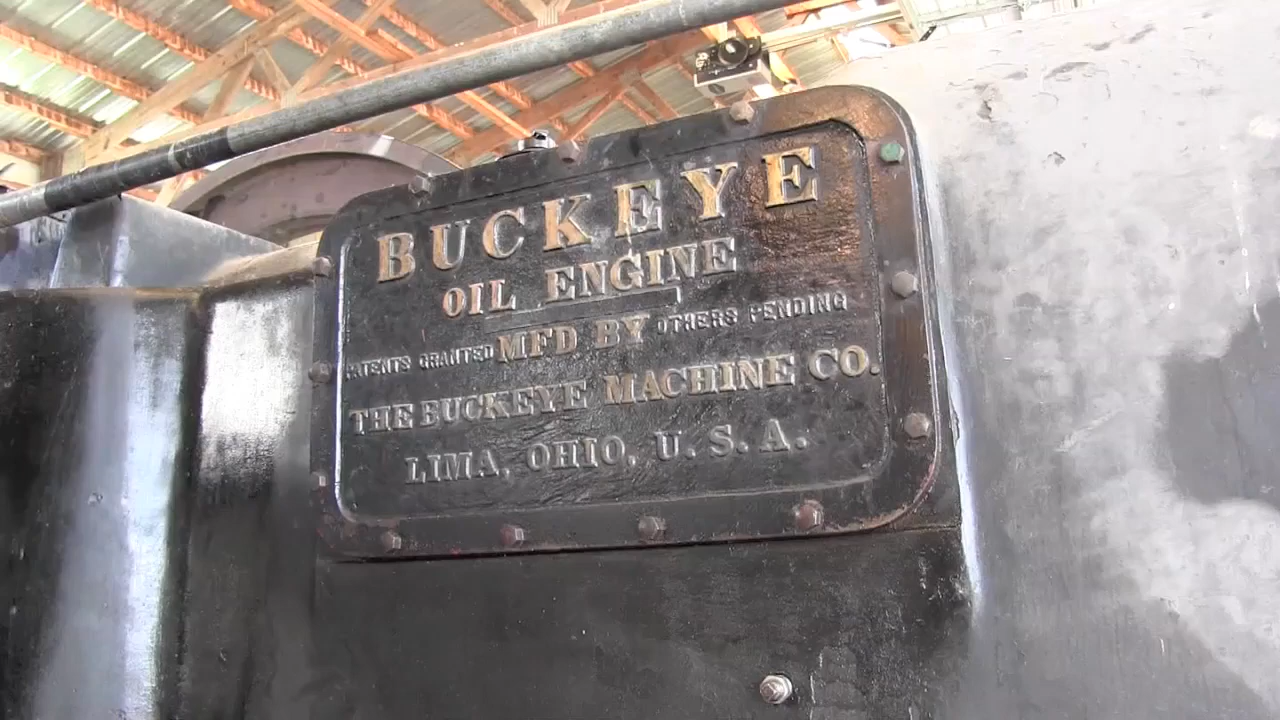 BUCKEYE
OIL ENGINE
PATENTS GRANTED MFD BY OTHERS PENDING
THE BUCKEYE MACHINE CO.
LIMA, OHIO, U.S.A.